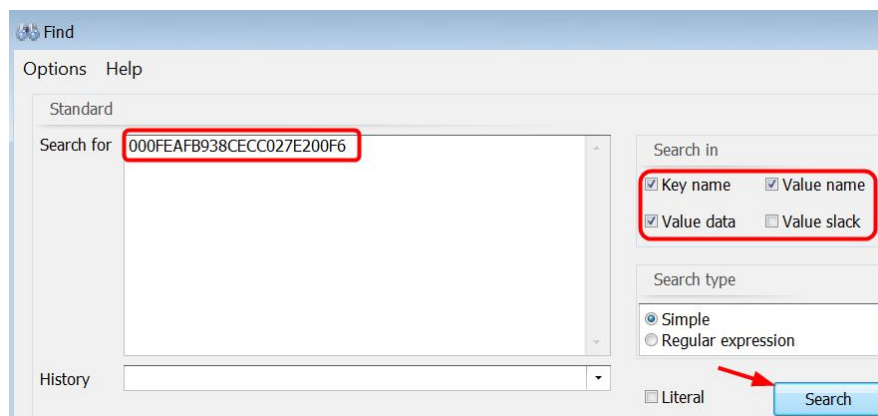 Find
Options Help
Standard
Search for 000FEAFB938CECC027E200F6
Search in
Key name Value name
Value data Value slack
Search type
Simple
Regular expression
History
Literal Search